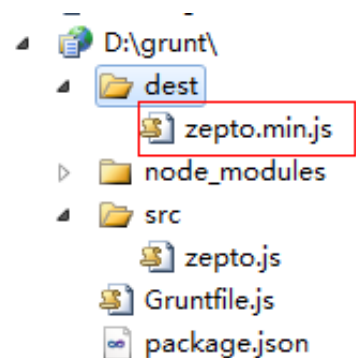 D:\grunt\
dest
zepto.min.js
node_modules
src
zepto.js
Gruntfile.js
package.json